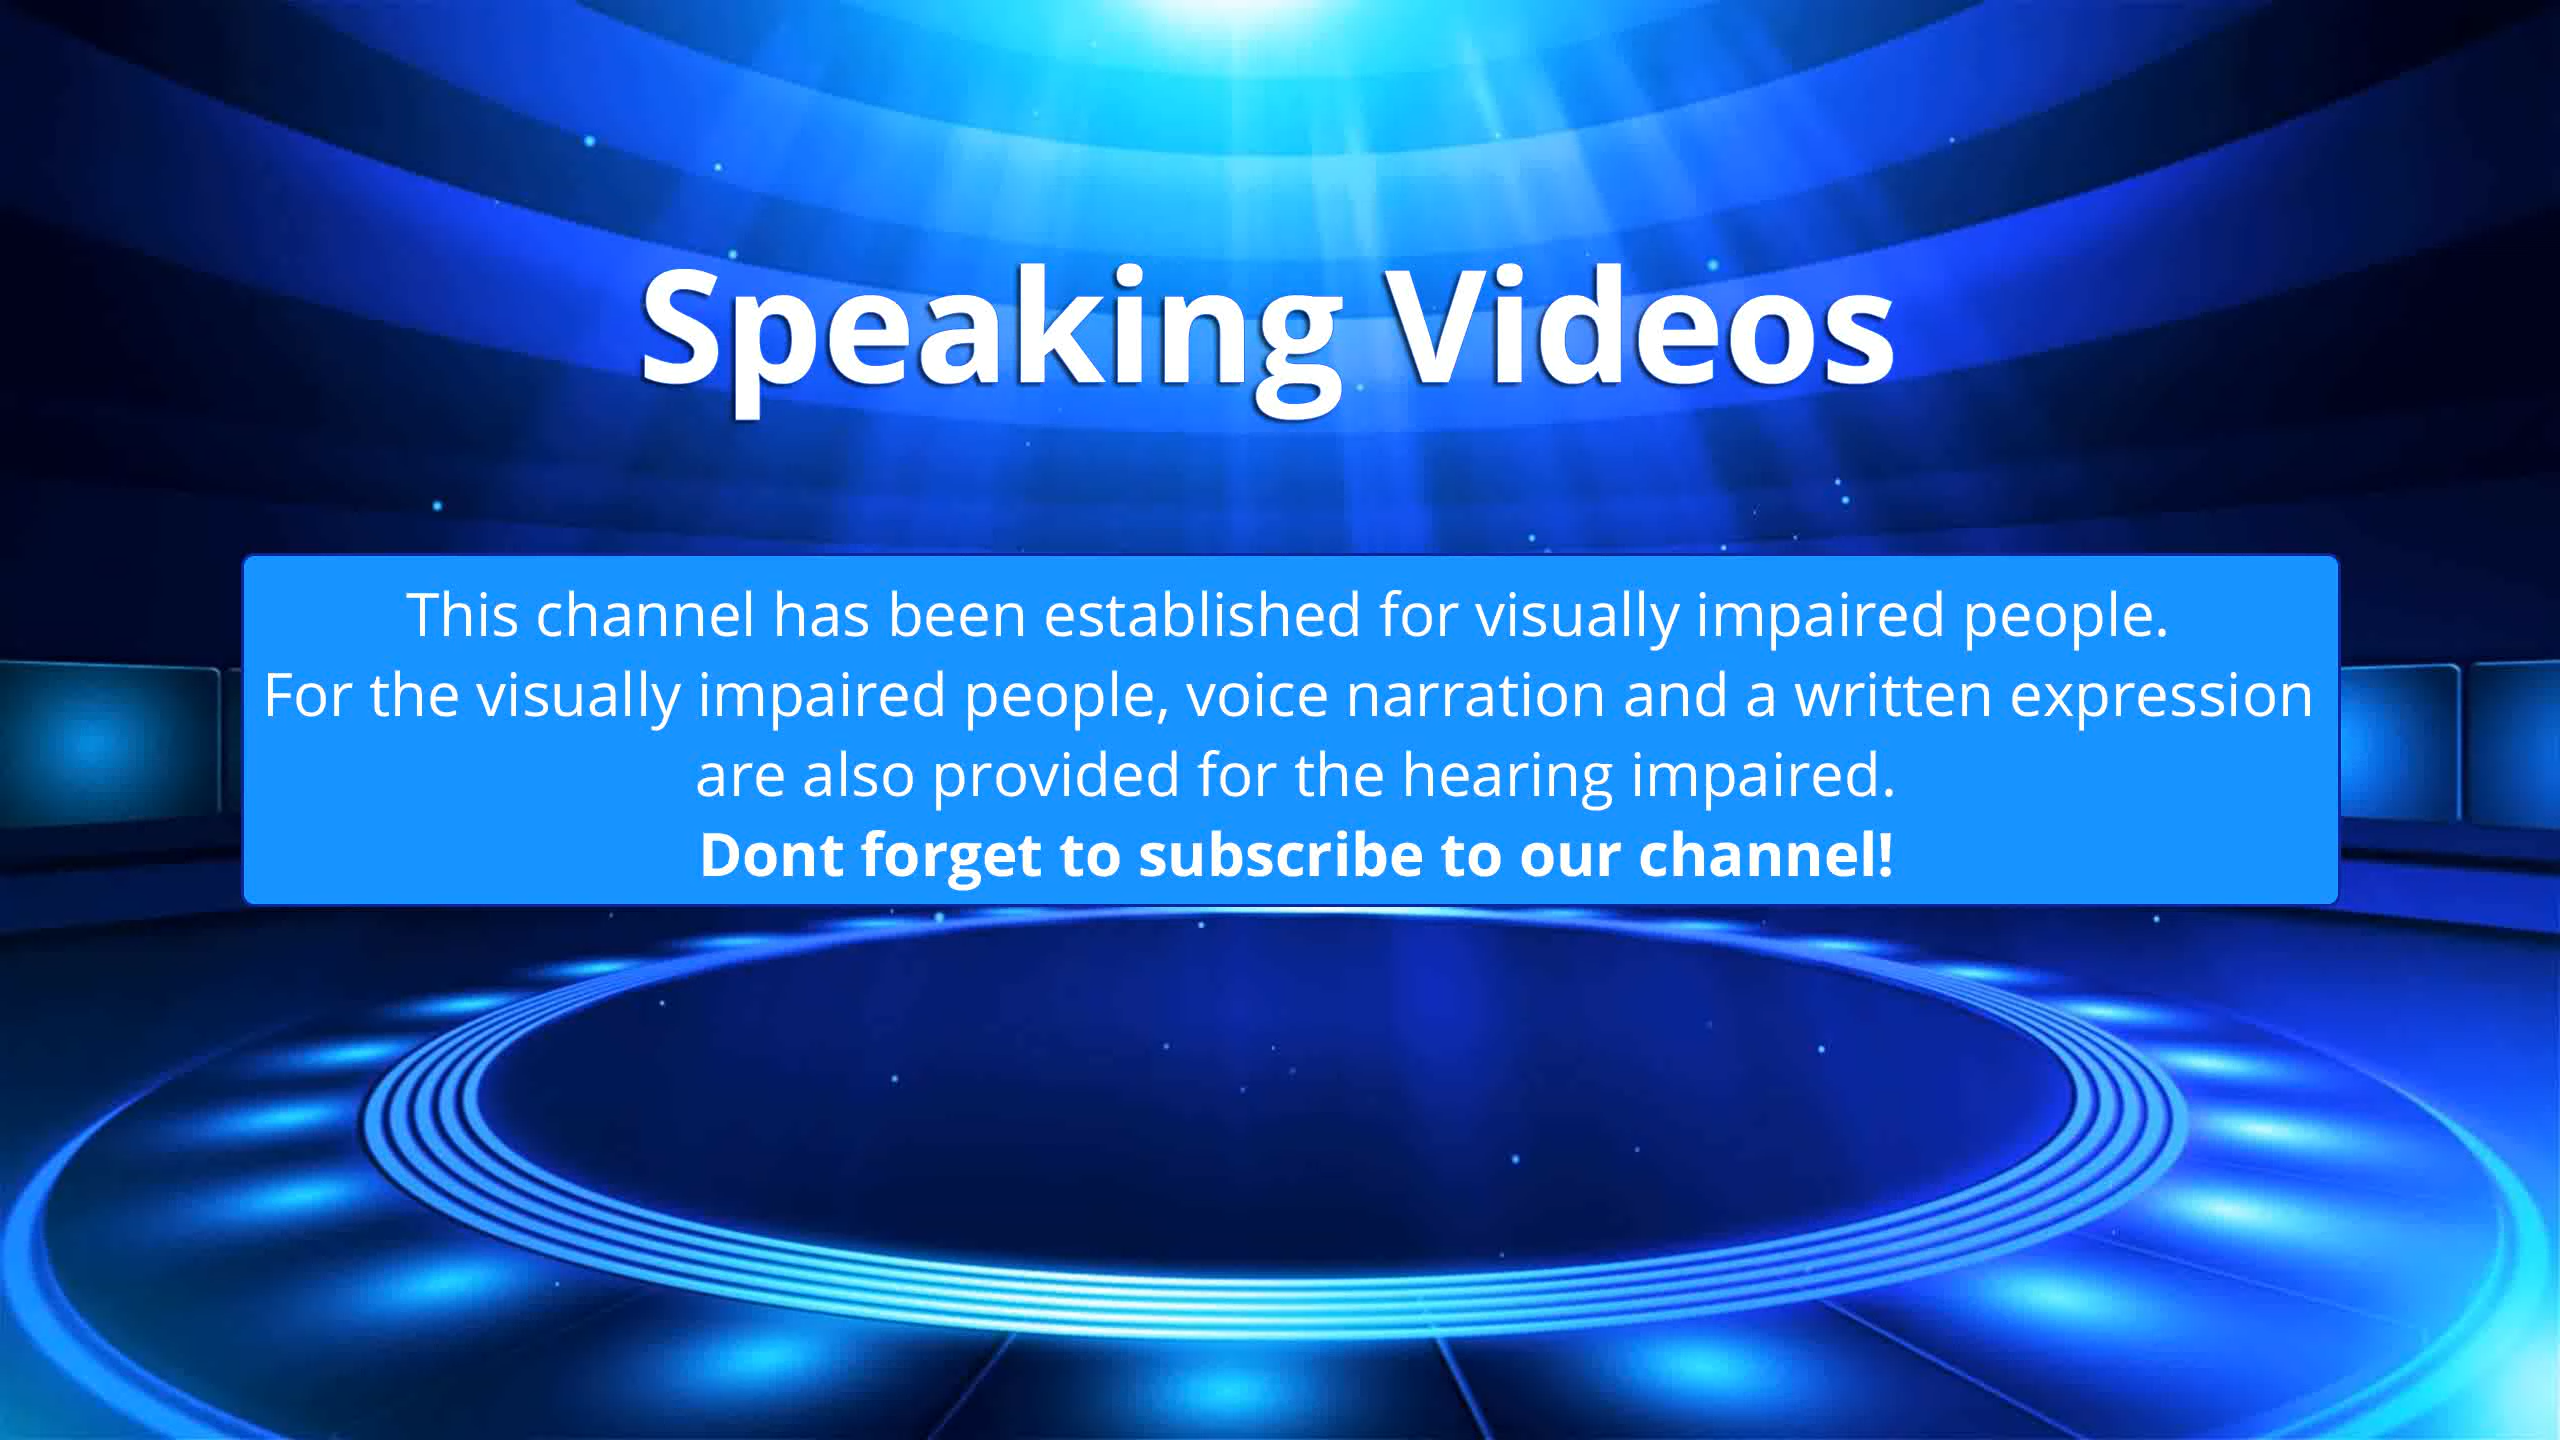 Speaking Videos
This channel has been established for visually impaired people.
For the visually impaired people, voice narration and a written expression
are also provided for the hearing impaired.
Dont forget to subscribe to our channel!